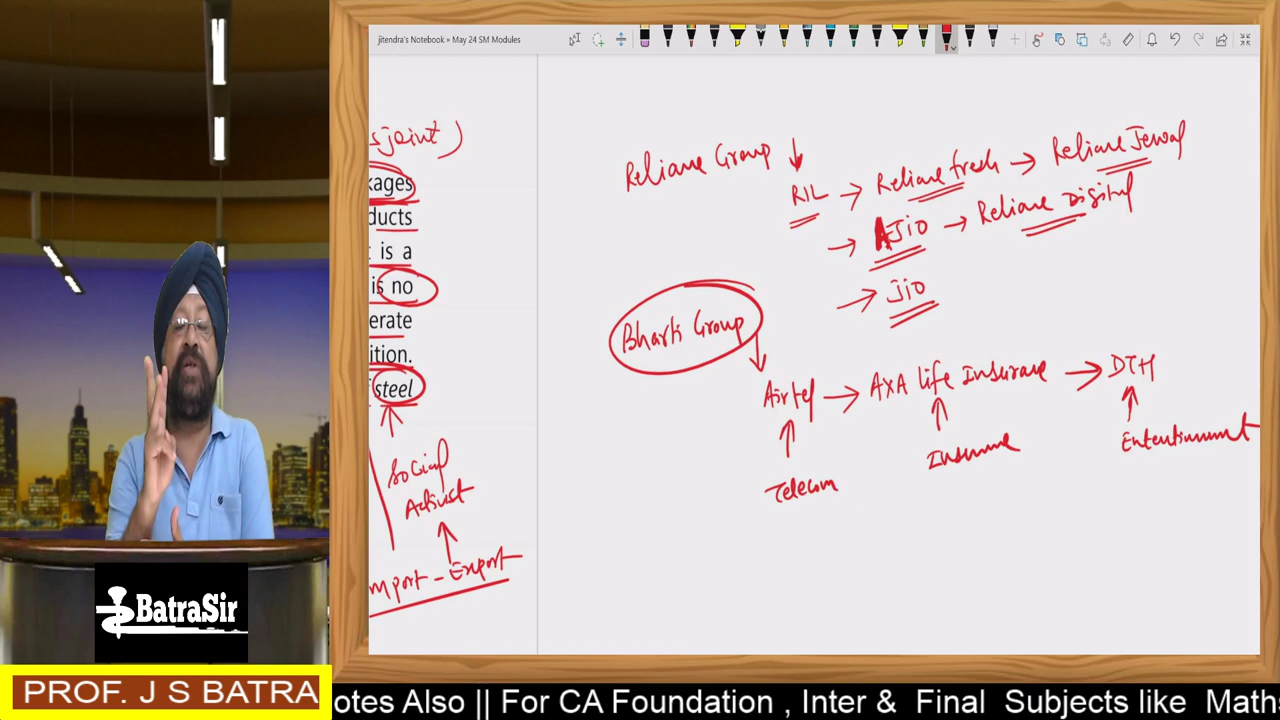 jitendra's Notebook » May 24 SM Modules
sjoint)
kages
ducts
t is a
is no
erate
ition.
f steel
Social
Activist
mport - Export
Reliance Group
RIL → Reliance fresh → Reliance Jewel
→ AJio → Reliance Digital
→ Jio
Bharti Group
Airtel → AXA life Insurance → DTH
Telecom
Insurance
Entertainment
BatraSir
PROF. J S BATRA
otes Also || For CA Foundation , Inter & Final Subjects like Maths